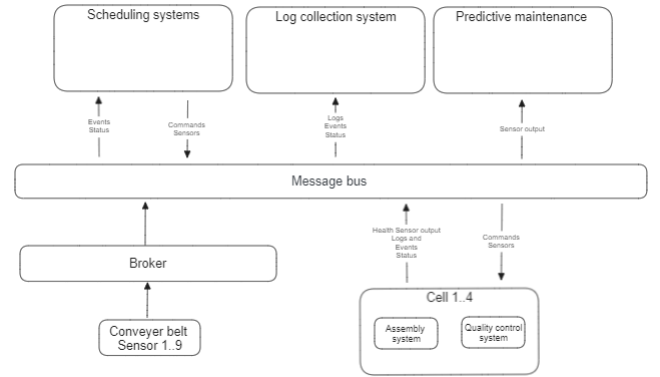 Scheduling systems
Log collection system
Predictive maintenance
Events
Status
Commands
Sensors
Logs
Events
Status
Sensor output
Message bus
Health Sensor output
Logs and
Events
Status
Commands
Sensors
Broker
Cell 1..4
Conveyer belt
Sensor 1..9
Assembly
system
Quality control
system